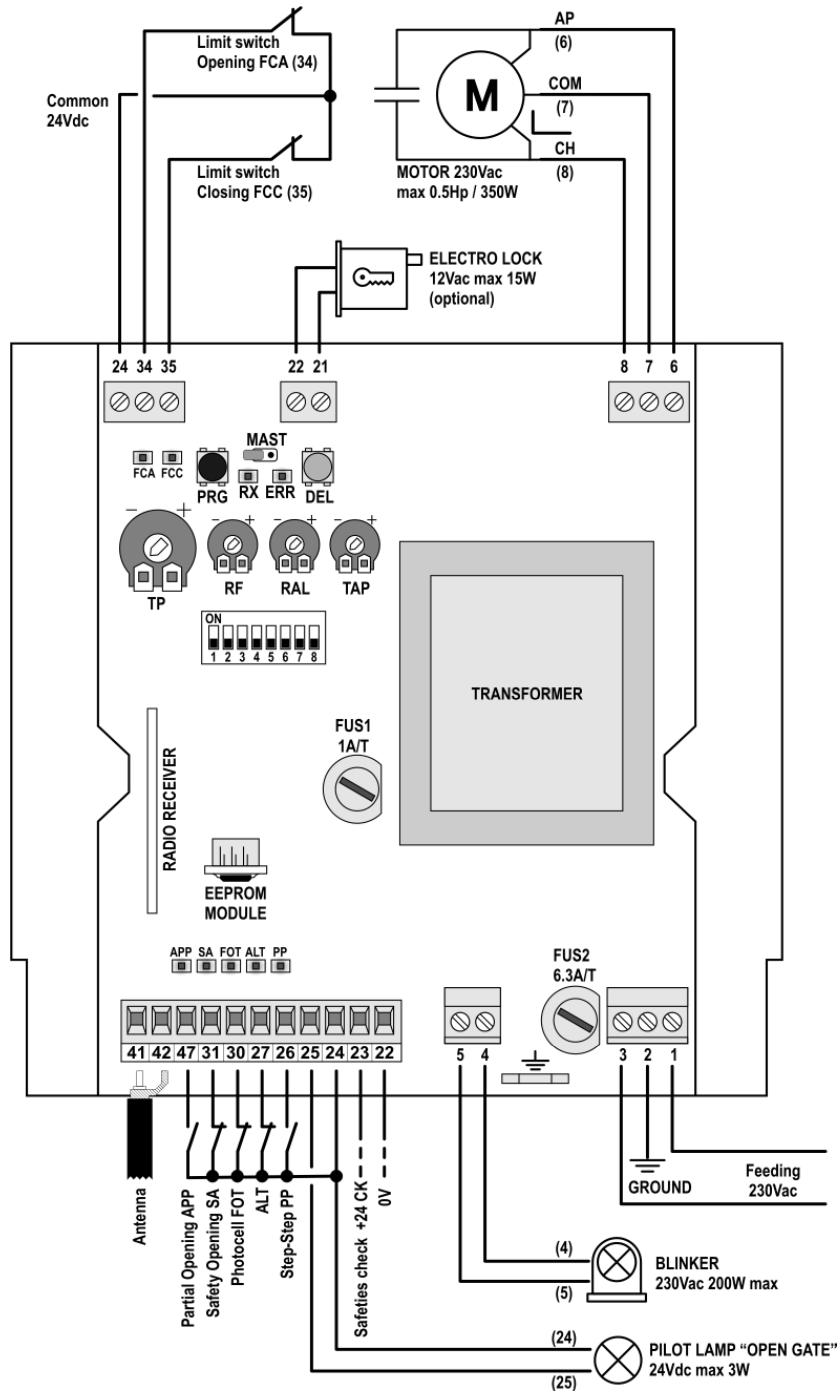 Limit switch
Opening FCA (34)
Common
24Vdc
Limit switch
Closing FCC (35)
AP
(6)
M
COM
(7)
CH
(8)
MOTOR 230Vac
max 0.5Hp / 350W
ELECTRO LOCK
12Vac max 15W
(optional)
24 34 35
22 21
8 7 6
MAST
FCA FCC
PRG RX ERR DEL
- +
- +
- +
- +
TP
RF
RAL
TAP
ON
1 2 3 4 5 6 7 8
TRANSFORMER
FUS1
1A/T
RADIO RECEIVER
EEPROM
MODULE
APP SA FOT ALT PP
FUS2
6.3A/T
41 42 47 31 30 27 26 25 24 23 22
5 4
3 2 1
Antenna
Partial Opening APP
Safety Opening SA
Photocell FOT
ALT
Step-Step PP
Safeties check +24 CK
0V
GROUND
Feeding
230Vac
(4)
(5)
BLINKER
230Vac 200W max
(24)
(25)
PILOT LAMP “OPEN GATE”
24Vdc max 3W